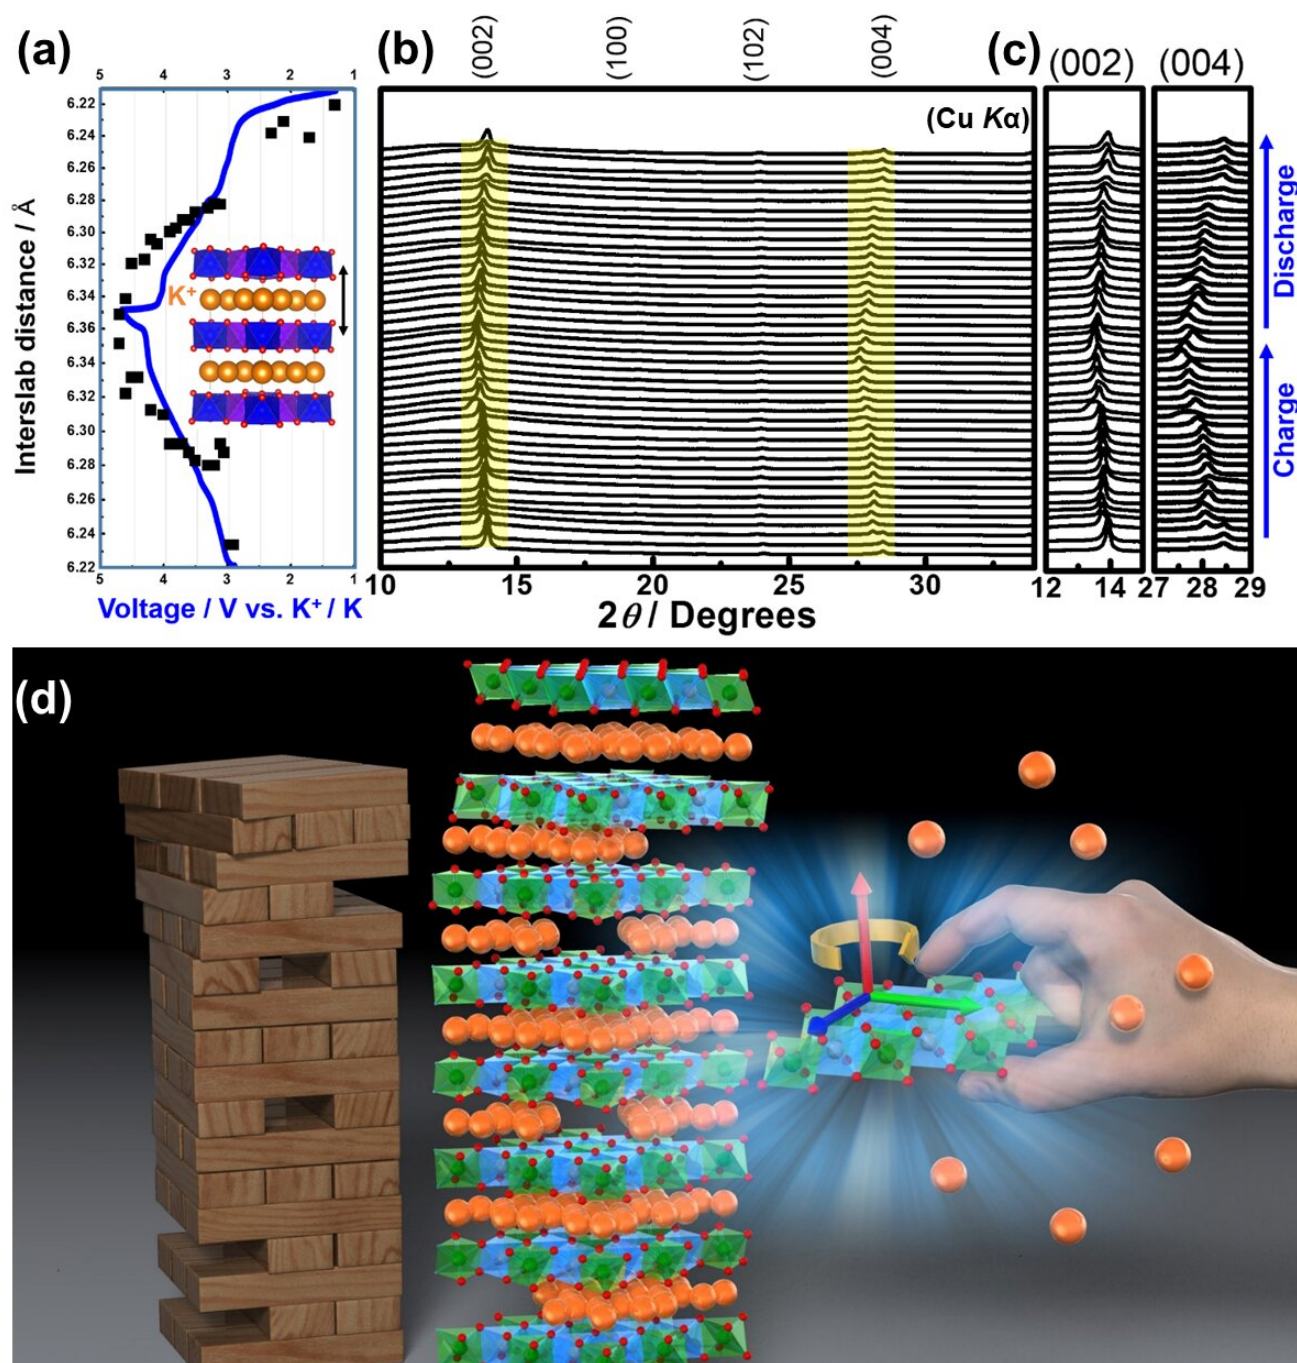 (a)
5 4 3 2 1
6.22
6.24
6.26
6.28
6.30
6.32
6.34
6.36
6.34
6.32
6.30
6.28
6.26
6.24
6.22
5 4 3 2 1
Interslab distance / Å
Voltage / V vs. K⁺ / K
K⁺
(b)
(002) (100) (102) (004)
(Cu Kα)
10 15 20 25 30
2θ / Degrees
(c)
(002) (004)
12 14 27 28 29
Discharge
Charge
(d)